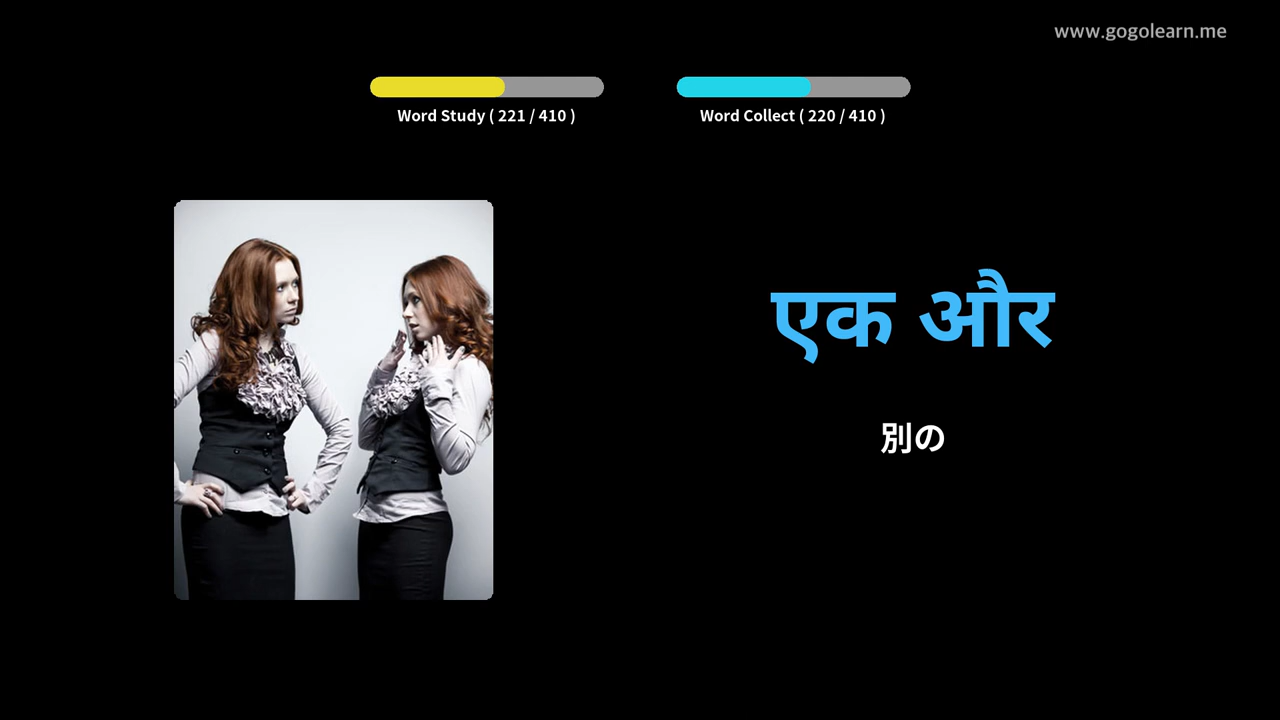 www.gogolearn.me
Word Study ( 221 / 410 )
Word Collect ( 220 / 410 )
एक और
別の